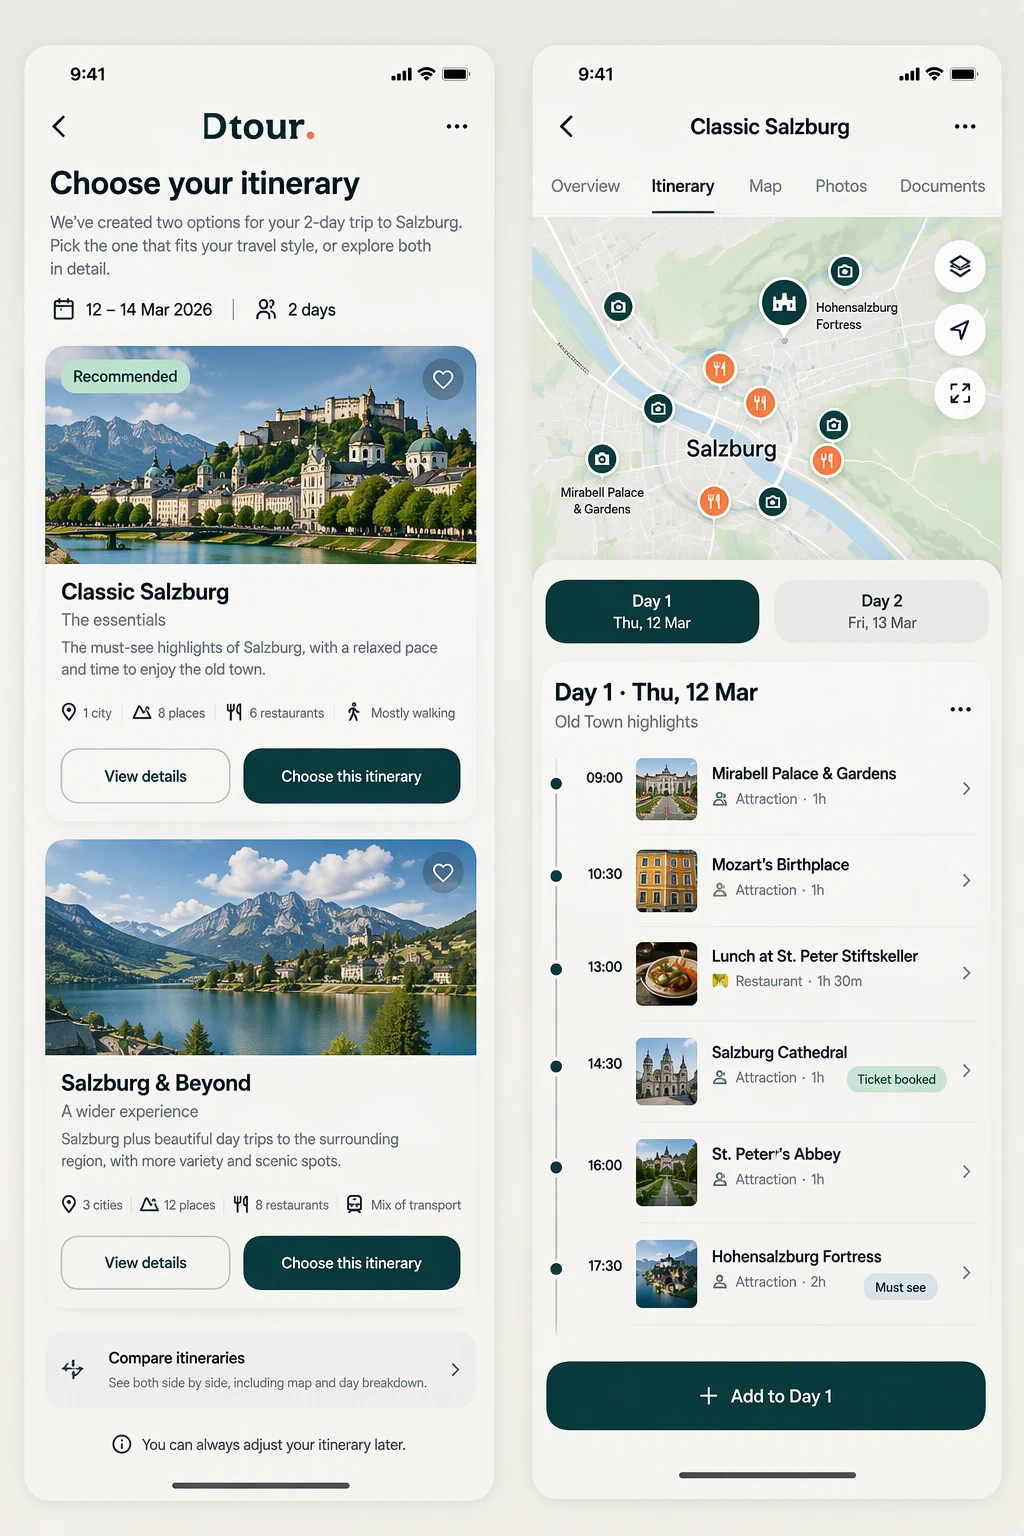 9:41
Dtour.
Choose your itinerary
We've created two options for your 2-day trip to Salzburg.
Pick the one that fits your travel style, or explore both
in detail.
12 – 14 Mar 2026
2 days
Recommended
Classic Salzburg
The essentials
The must-see highlights of Salzburg, with a relaxed pace
and time to enjoy the old town.
1 city
8 places
6 restaurants
Mostly walking
View details
Choose this itinerary
Salzburg & Beyond
A wider experience
Salzburg plus beautiful day trips to the surrounding
region, with more variety and scenic spots.
3 cities
12 places
8 restaurants
Mix of transport
View details
Choose this itinerary
Compare itineraries
See both side by side, including map and day breakdown.
You can always adjust your itinerary later.
9:41
Classic Salzburg
Overview
Itinerary
Map
Photos
Documents
Hohensalzburg
Fortress
Salzburg
Mirabell Palace
& Gardens
Day 1
Thu, 12 Mar
Day 2
Fri, 13 Mar
Day 1 · Thu, 12 Mar
Old Town highlights
09:00
Mirabell Palace & Gardens
Attraction · 1h
10:30
Mozart's Birthplace
Attraction · 1h
13:00
Lunch at St. Peter Stiftskeller
Restaurant · 1h 30m
14:30
Salzburg Cathedral
Attraction · 1h
Ticket booked
16:00
St. Peter's Abbey
Attraction · 1h
17:30
Hohensalzburg Fortress
Attraction · 2h
Must see
Add to Day 1